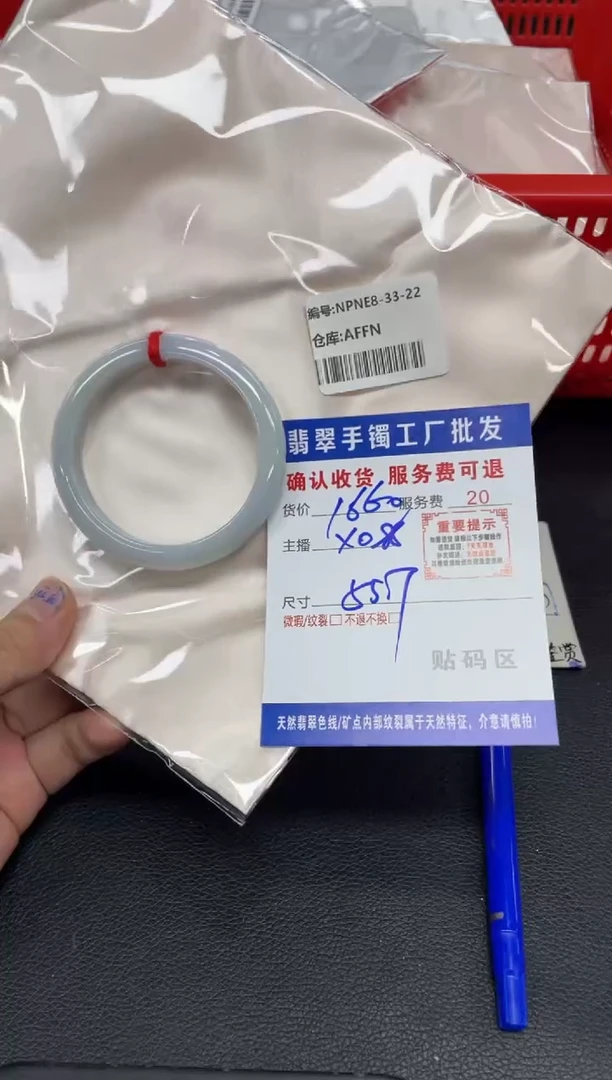 编号:NPNE8-33-22
仓库:AFFN
翡翠手镯工厂批发
确认收货 服务费可退
货价 1660 服务费 20
主播
重要提示
尺寸 557
微瑕/纹裂□ 不退不换□
贴码区
天然翡翠色线/矿点内部纹裂属于天然特征，介意请慎拍！